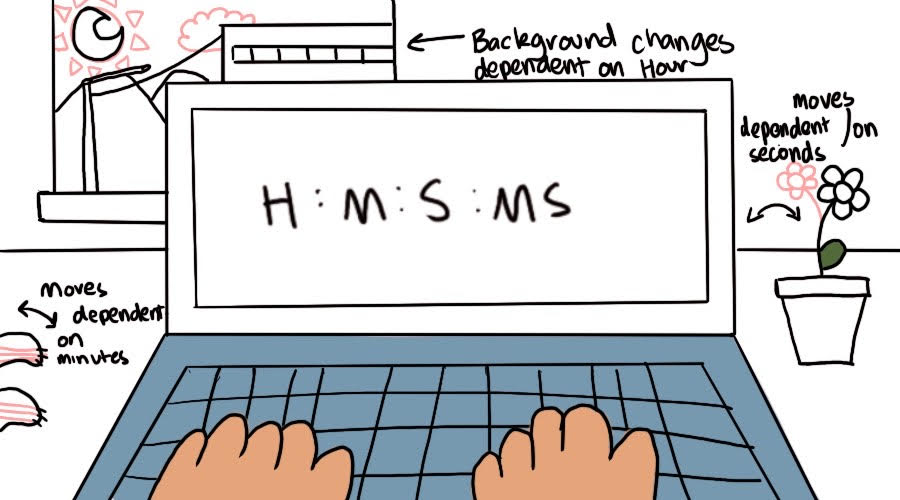 Background changes
dependent on Hour
moves
dependent on
seconds
H : M : S : MS
moves
dependent
on
minutes